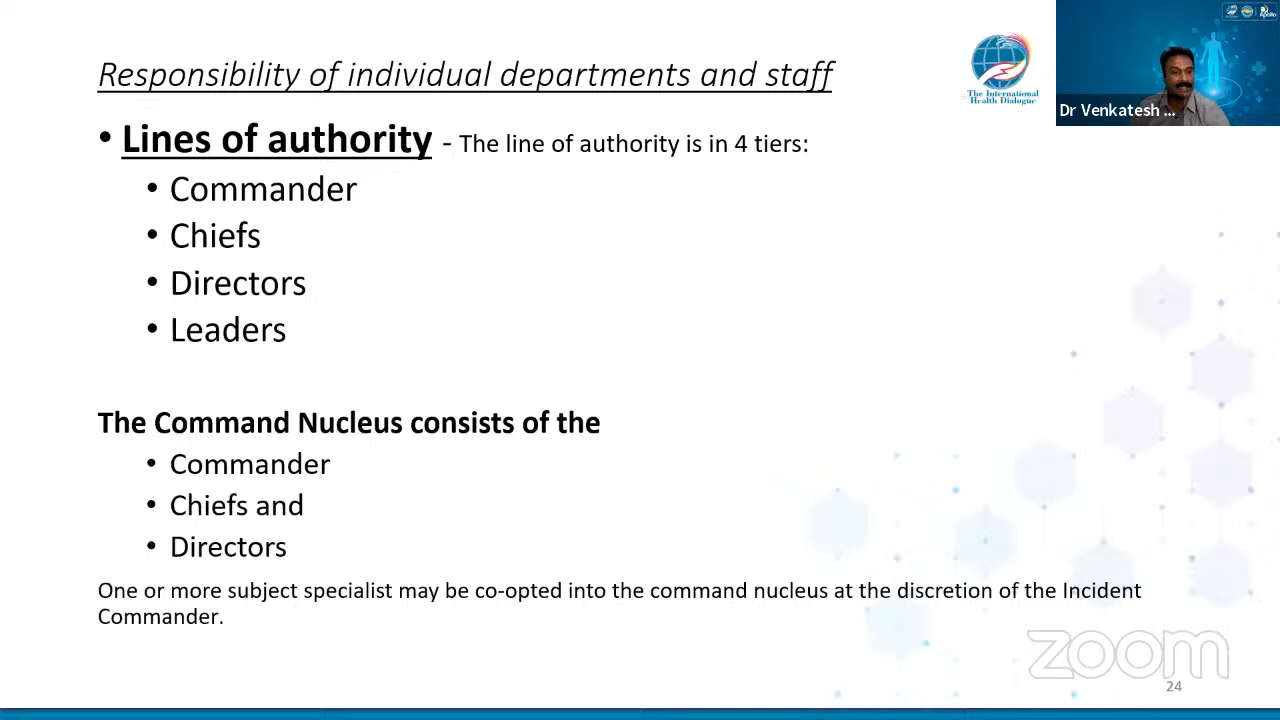 Responsibility of individual departments and staff
The International
Health Dialogue
Dr Venkatesh ...
• Lines of authority - The line of authority is in 4 tiers:
• Commander
• Chiefs
• Directors
• Leaders
The Command Nucleus consists of the
• Commander
• Chiefs and
• Directors
One or more subject specialist may be co-opted into the command nucleus at the discretion of the Incident
Commander.
zoom
24